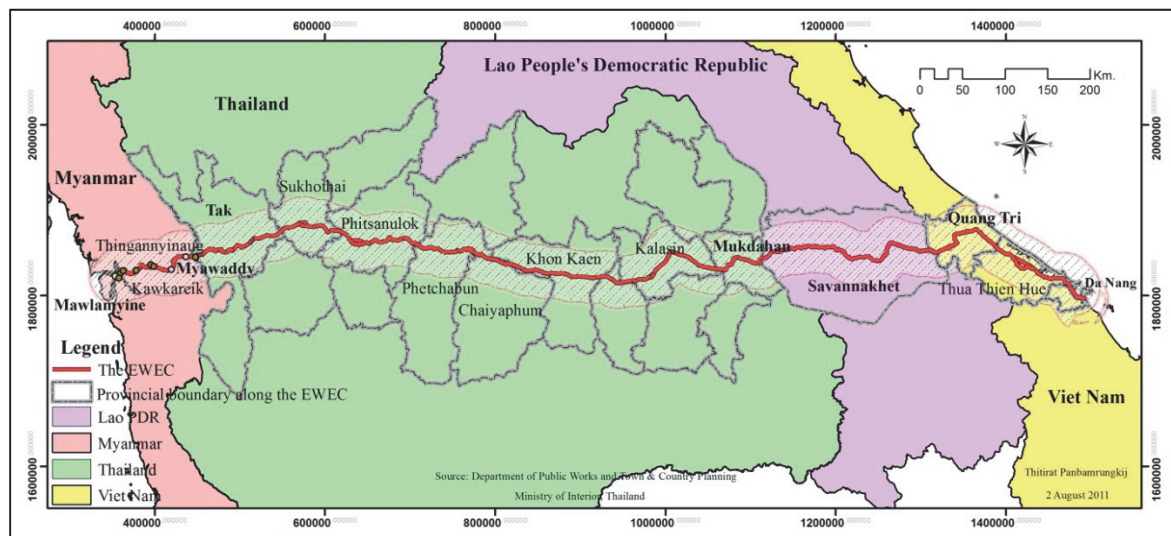 400000 600000 800000 1000000 1200000 1400000
Lao People's Democratic Republic
Km.
0 25 50 100 150 200
N
W E
S
Thailand
2000000 2000000
Myanmar
Sukhothai
Tak
Quang Tri
Phitsanulok
Thingannyinaug
Kalasin
Mukdahan
Khon Kaen
Myawaddy
Kawkareik
Phetchabun
Savannakhet
Thua Thien Hue
Da Nang
Mawlamyine
Chaiyaphum
1800000 1800000
Legend
The EWEC
Provincial boundary along the EWEC
Lao PDR
Myanmar
Thailand
Viet Nam
Viet Nam
Source: Department of Public Works and Town & Country Planning
Ministry of Interior Thailand
Thitirat Panbamrungkij
2 August 2011
1600000 1600000
400000 600000 800000 1000000 1200000 1400000